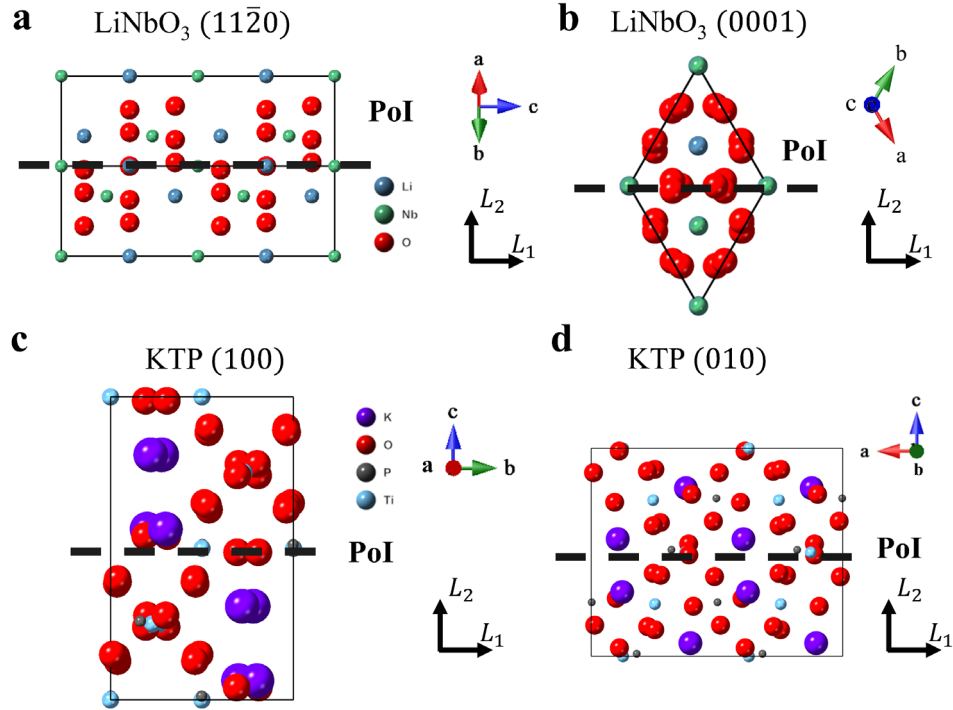 a
LiNbO₃ (112̅0)
PoI
a
c
b
Li
Nb
O
L₂
L₁
b
LiNbO₃ (0001)
PoI
b
c
a
L₂
L₁
c
KTP (100)
K
O
P
Ti
c
a
b
PoI
L₂
L₁
d
KTP (010)
c
a
b
PoI
L₂
L₁